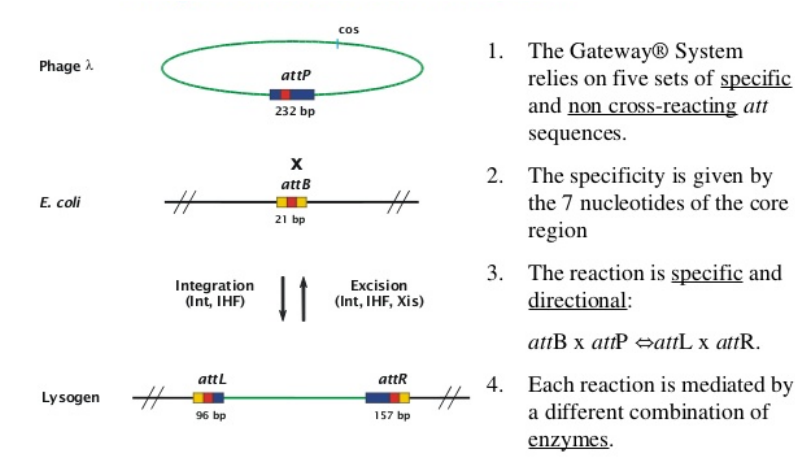 cos
Phage λ
attP
232 bp
X
attB
E. coli
21 bp
Integration
(Int, IHF)
Excision
(Int, IHF, Xis)
attL
attR
Lysogen
96 bp
157 bp
1. The Gateway® System
relies on five sets of specific
and non cross-reacting att
sequences.
2. The specificity is given by
the 7 nucleotides of the core
region
3. The reaction is specific and
directional:
attB x attP ⇔attL x attR.
4. Each reaction is mediated by
a different combination of
enzymes.